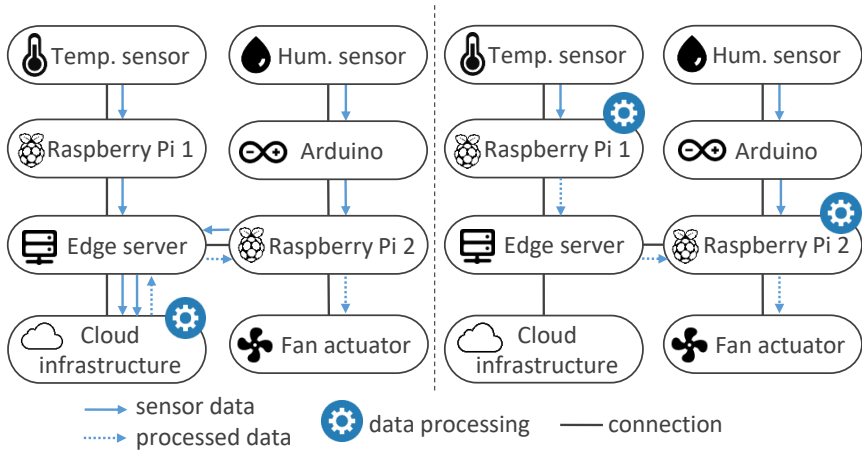 Temp. sensor
Hum. sensor
Temp. sensor
Hum. sensor
Raspberry Pi 1
Arduino
Raspberry Pi 1
Arduino
Edge server
Raspberry Pi 2
Edge server
Raspberry Pi 2
Cloud
infrastructure
Fan actuator
Cloud
infrastructure
Fan actuator
sensor data
processed data
data processing
connection